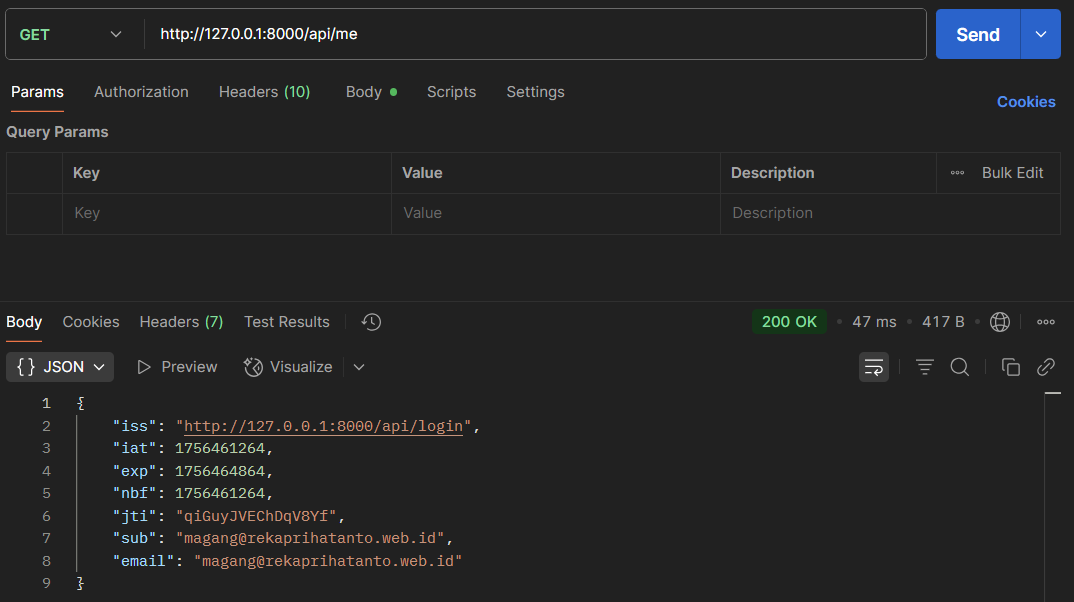 GET http://127.0.0.1:8000/api/me Send
Params Authorization Headers (10) Body Scripts Settings Cookies
Query Params
Key Value Description Bulk Edit
Key Value Description
Body Cookies Headers (7) Test Results 200 OK • 47 ms • 417 B •
{} JSON Preview Visualize
1 {
2 "iss": "http://127.0.0.1:8000/api/login",
3 "iat": 1756461264,
4 "exp": 1756464864,
5 "nbf": 1756461264,
6 "jti": "qiGuyJVEChDqV8Yf",
7 "sub": "magang@rekaprihatanto.web.id",
8 "email": "magang@rekaprihatanto.web.id"
9 }